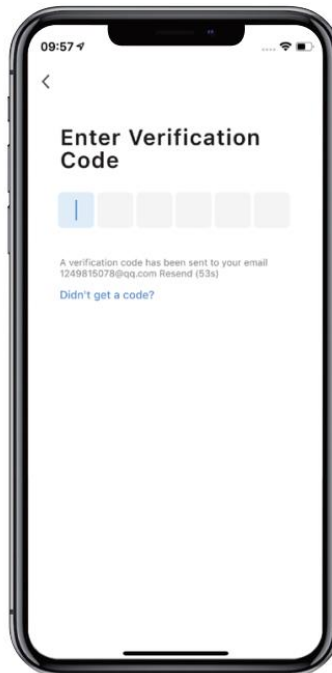 09:57
Enter Verification
Code
A verification code has been sent to your email
1249815078@qq.com Resend (53s)
Didn't get a code?